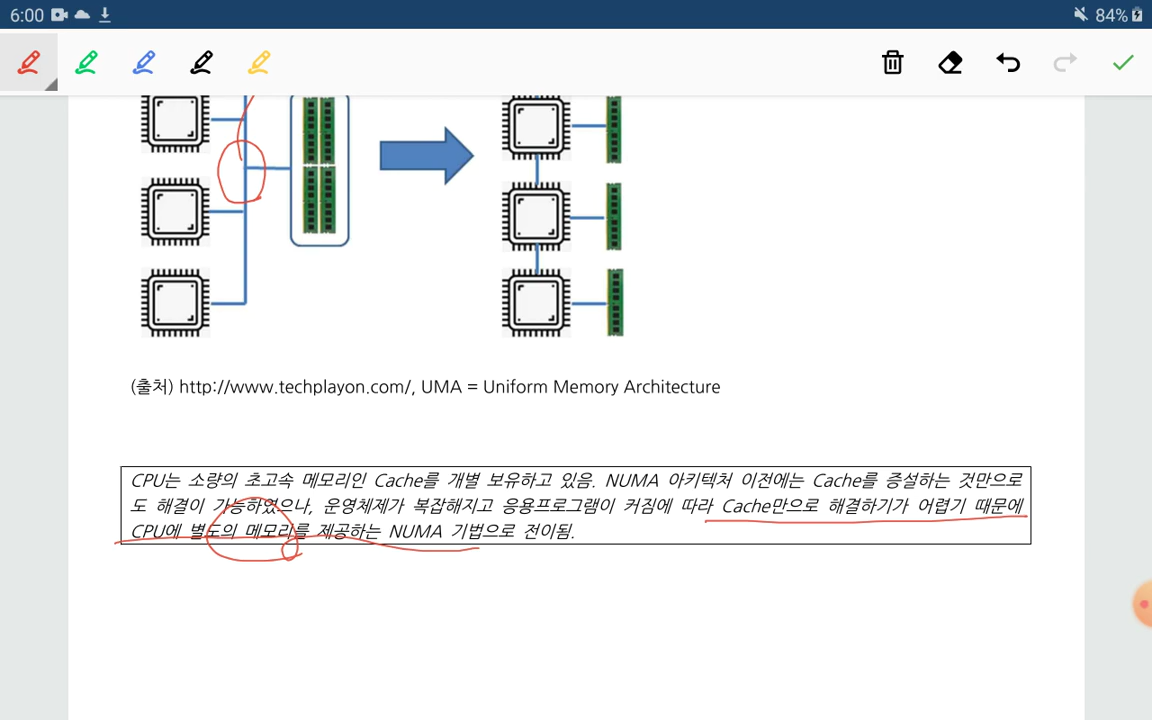 6:00
84%
(출처) http://www.techplayon.com/, UMA = Uniform Memory Architecture
CPU는 소량의 초고속 메모리인 Cache를 개별 보유하고 있음. NUMA 아키텍처 이전에는 Cache를 증설하는 것만으로
도 해결이 가능하였으나, 운영체제가 복잡해지고 응용프로그램이 커짐에 따라 Cache만으로 해결하기가 어렵기 때문에
CPU에 별도의 메모리를 제공하는 NUMA 기법으로 전이됨.